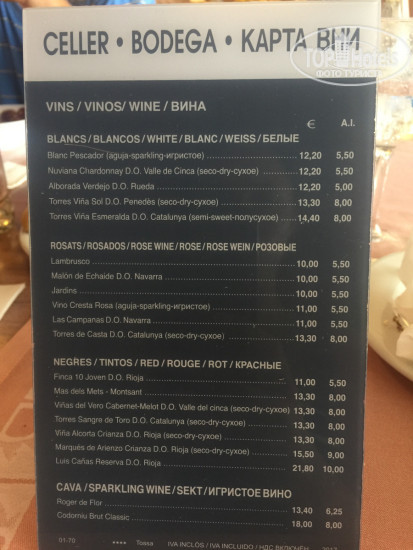 CELLER • BODEGA • КАРТА ВИН
TOPHotels
ФОТО ТУРИСТА
VINS / VINOS/ WINE / ВИНА
€ A.I.
BLANCS / BLANCOS / WHITE / BLANC / WEISS / БЕЛЫЕ
Blanc Pescador (aguja-sparkling-игристое) 12,20 5,50
Nuviana Chardonnay D.O. Valle de Cinca (seco-dry-сухое) 12,20 5,50
Alborada Verdejo D.O. Rueda 12,20 5,00
Torres Viña Sol D.O. Penedès (seco-dry-сухое) 13,30 8,00
Torres Viña Esmeralda D.O. Catalunya (semi-sweet-полусухое) 14,40 8,00
ROSATS / ROSADOS / ROSE WINE / ROSE / ROSE WEIN / РОЗОВЫЕ
Lambrusco 10,00 5,50
Malón de Echaide D.O. Navarra 10,00 5,50
Jardins 10,00 5,50
Vino Cresta Rosa (aguja-sparkling-игристое) 11,00 5,50
Las Campanas D.O. Navarra 11,00 5,50
Torres de Casta D.O. Catalunya (seco-dry-сухое) 13,30 8,00
NEGRES / TINTOS / RED / ROUGE / ROT / КРАСНЫЕ
Finca 10 Joven D.O. Rioja 11,00 5,50
Mas dels Mets - Montsant 13,30 8,00
Viñas del Vero Cabernet-Melot D.O. Valle del cinca (seco-dry-сухое) 13,30 8,00
Torres Sangre de Toro D.O. Catalunya (seco-dry-сухое) 13,30 8,00
Viña Alcorta Crianza D.O. Rioja (seco-dry-сухое) 13,30 8,00
Marqués de Arienzo Crianza D.O. Rioja (seco-dry-сухое) 15,50 9,00
Luis Cañas Reserva D.O. Rioja 21,80 10,00
CAVA / SPARKLING WINE / SEKT / ИГРИСТОЕ ВИНО
Roger de Flor 13,40 6,25
Codorniu Brut Classic 18,00 8,00
51-70 **** Tossa IVA INCLÒS / IVA INCLUIDO / НДС ВКЛЮЧЁН